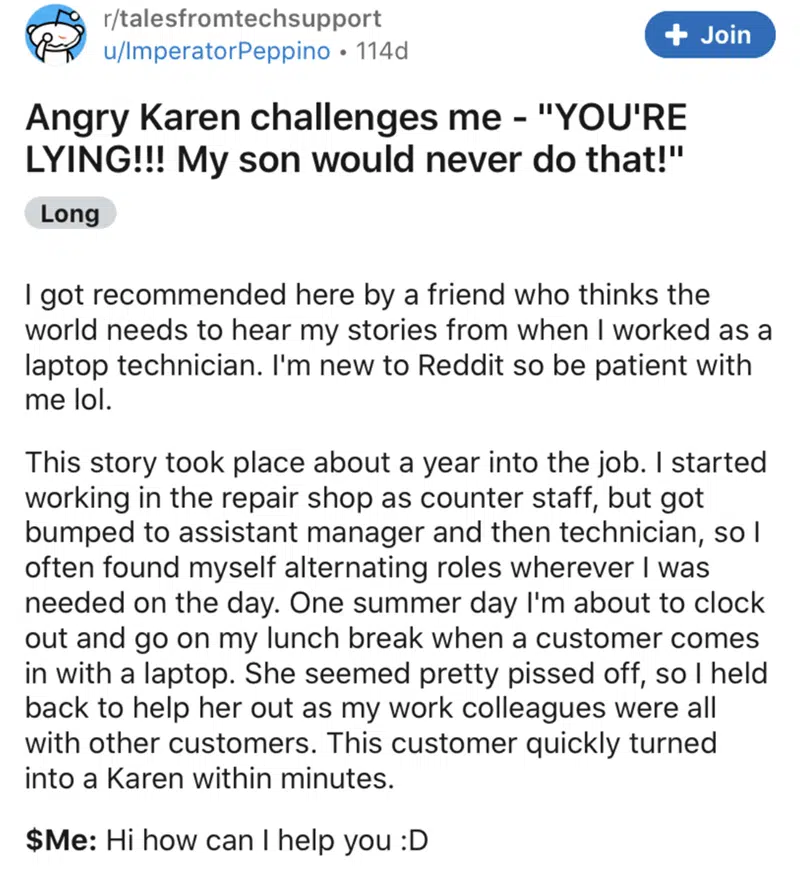 r/talesfromtechsupport
u/ImperatorPeppino • 114d
+ Join
Angry Karen challenges me - "YOU'RE
LYING!!! My son would never do that!"
Long
I got recommended here by a friend who thinks the
world needs to hear my stories from when I worked as a
laptop technician. I'm new to Reddit so be patient with
me lol.
This story took place about a year into the job. I started
working in the repair shop as counter staff, but got
bumped to assistant manager and then technician, so I
often found myself alternating roles wherever I was
needed on the day. One summer day I'm about to clock
out and go on my lunch break when a customer comes
in with a laptop. She seemed pretty pissed off, so I held
back to help her out as my work colleagues were all
with other customers. This customer quickly turned
into a Karen within minutes.
$Me: Hi how can I help you :D